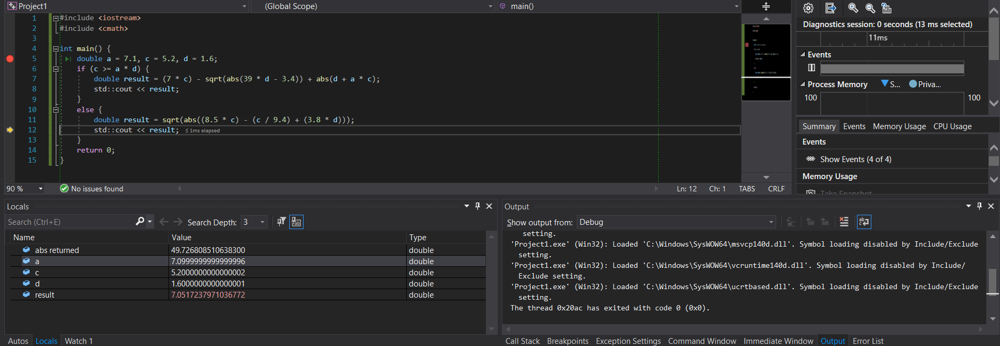 Project1
(Global Scope)
main()
1 #include <iostream>
2 #include <cmath>
3
4 int main() {
5 double a = 7.1, c = 5.2, d = 1.6;
6 if (c >= a * d) {
7 double result = (7 * c) - sqrt(abs(39 * d - 3.4)) + abs(d + a * c);
8 std::cout << result;
9 }
10 else {
11 double result = sqrt(abs((8.5 * c) - (c / 9.4) + (3.8 * d)));
12 std::cout << result; ≤ 1ms elapsed
13 }
14 return 0;
15 }
90 %
No issues found
Ln: 12 Ch: 1 TABS CRLF
Diagnostics session: 0 seconds (13 ms selected)
11ms
Events
Process Memory S... Priva...
100 100
Summary Events Memory Usage CPU Usage
Events
Show Events (4 of 4)
Memory Usage
Take Snapshot
Locals
Search (Ctrl+E) Search Depth: 3
Name Value Type
abs returned 49.726808510638300 double
a 7.0999999999999996 double
c 5.2000000000000002 double
d 1.6000000000000001 double
result 7.0517237971036772 double
Autos Locals Watch 1
Output
Show output from: Debug
setting.
'Project1.exe' (Win32): Loaded 'C:\Windows\SysWOW64\msvcp140d.dll'. Symbol loading disabled by Include/Exclude
setting.
'Project1.exe' (Win32): Loaded 'C:\Windows\SysWOW64\vcruntime140d.dll'. Symbol loading disabled by Include/
Exclude setting.
'Project1.exe' (Win32): Loaded 'C:\Windows\SysWOW64\ucrtbased.dll'. Symbol loading disabled by Include/Exclude
setting.
The thread 0x20ac has exited with code 0 (0x0).
Call Stack Breakpoints Exception Settings Command Window Immediate Window Output Error List